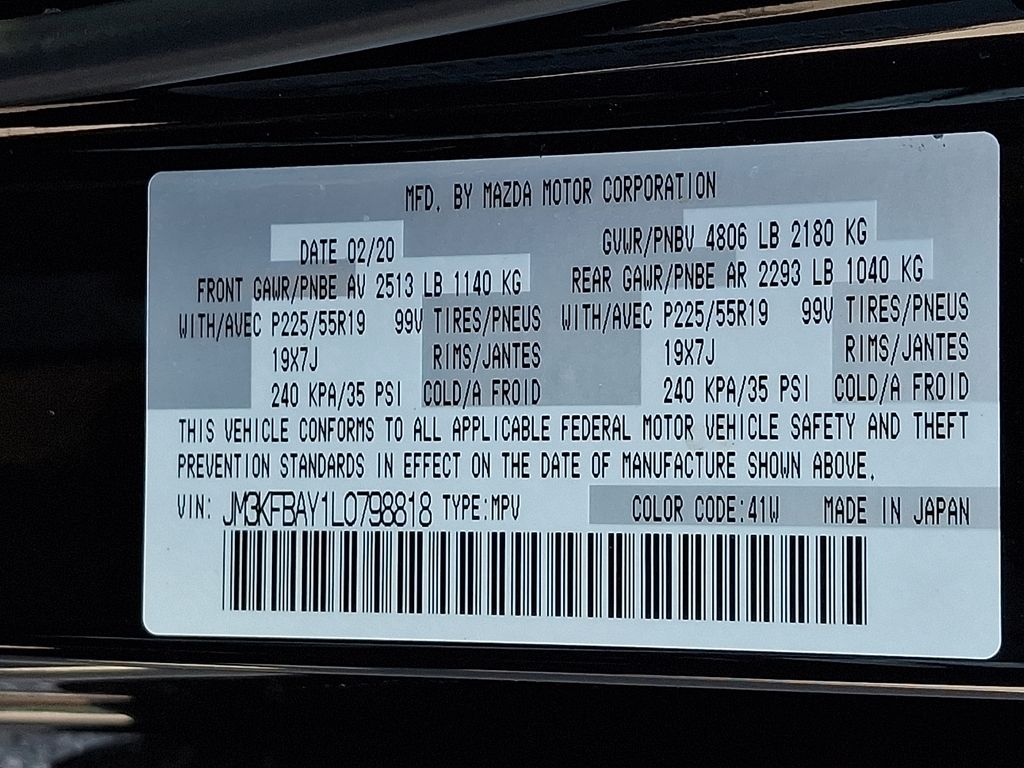 MFD. BY MAZDA MOTOR CORPORATION
DATE 02/20 GVWR/PNBV 4806 LB 2180 KG
FRONT GAWR/PNBE AV 2513 LB 1140 KG REAR GAWR/PNBE AR 2293 LB 1040 KG
WITH/AVEC P225/55R19 99V TIRES/PNEUS WITH/AVEC P225/55R19 99V TIRES/PNEUS
19X7J RIMS/JANTES 19X7J RIMS/JANTES
240 KPA/35 PSI COLD/A FROID 240 KPA/35 PSI COLD/A FROID
THIS VEHICLE CONFORMS TO ALL APPLICABLE FEDERAL MOTOR VEHICLE SAFETY AND THEFT
PREVENTION STANDARDS IN EFFECT ON THE DATE OF MANUFACTURE SHOWN ABOVE.
VIN: JM3KFBAY1L0798818 TYPE:MPV COLOR CODE:41W MADE IN JAPAN